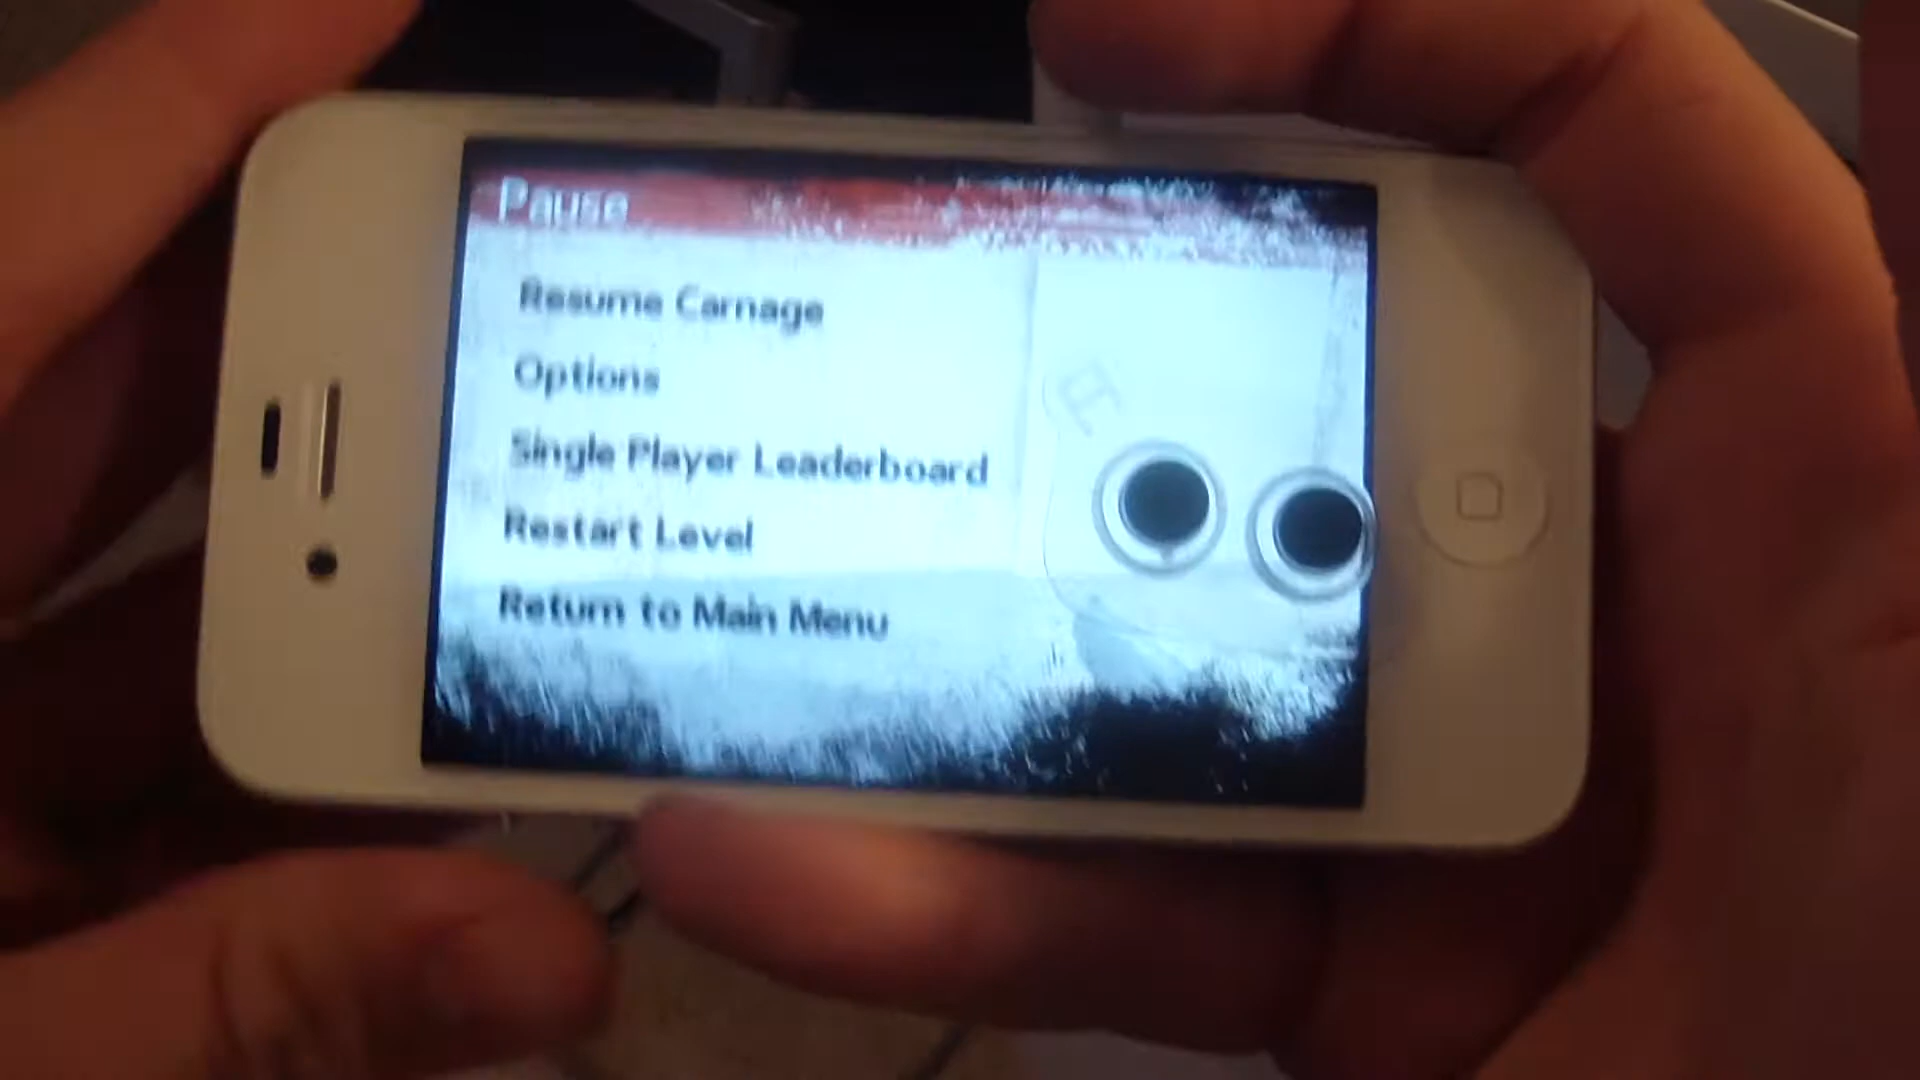 Pause
Resume Carnage
Options
Single Player Leaderboard
Restart Level
Return to Main Menu